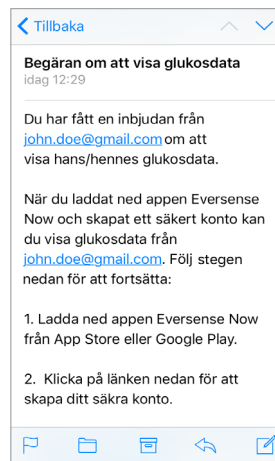 Tillbaka
Begäran om att visa glukosdata
idag 12:29
Du har fått en inbjudan från
john.doe@gmail.com om att
visa hans/hennes glukosdata.
När du laddat ned appen Eversense
Now och skapat ett säkert konto kan
du visa glukosdata från
john.doe@gmail.com. Följ stegen
nedan för att fortsätta:
1. Ladda ned appen Eversense Now
från App Store eller Google Play.
2. Klicka på länken nedan för att
skapa ditt säkra konto.